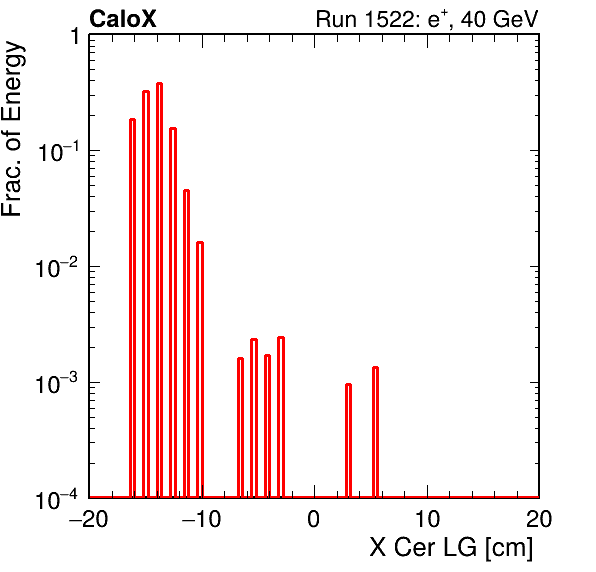 CaloX Run 1522: e⁺, 40 GeV
Frac. of Energy
1
10⁻¹
10⁻²
10⁻³
10⁻⁴
−20 −10 0 10 20
X Cer LG [cm]